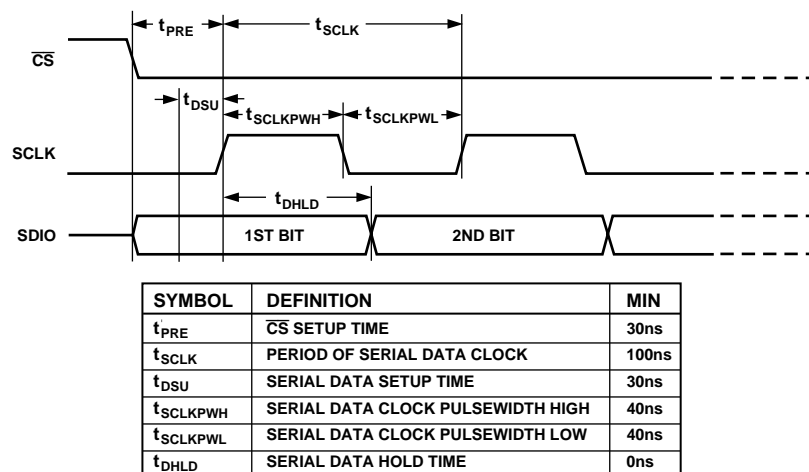 tPRE
tSCLK
CS
tDSU
tSCLKPWH
tSCLKPWL
SCLK
tDHLD
SDIO
1ST BIT
2ND BIT
SYMBOL DEFINITION MIN
tPRE CS SETUP TIME 30ns
tSCLK PERIOD OF SERIAL DATA CLOCK 100ns
tDSU SERIAL DATA SETUP TIME 30ns
tSCLKPWH SERIAL DATA CLOCK PULSEWIDTH HIGH 40ns
tSCLKPWL SERIAL DATA CLOCK PULSEWIDTH LOW 40ns
tDHLD SERIAL DATA HOLD TIME 0ns